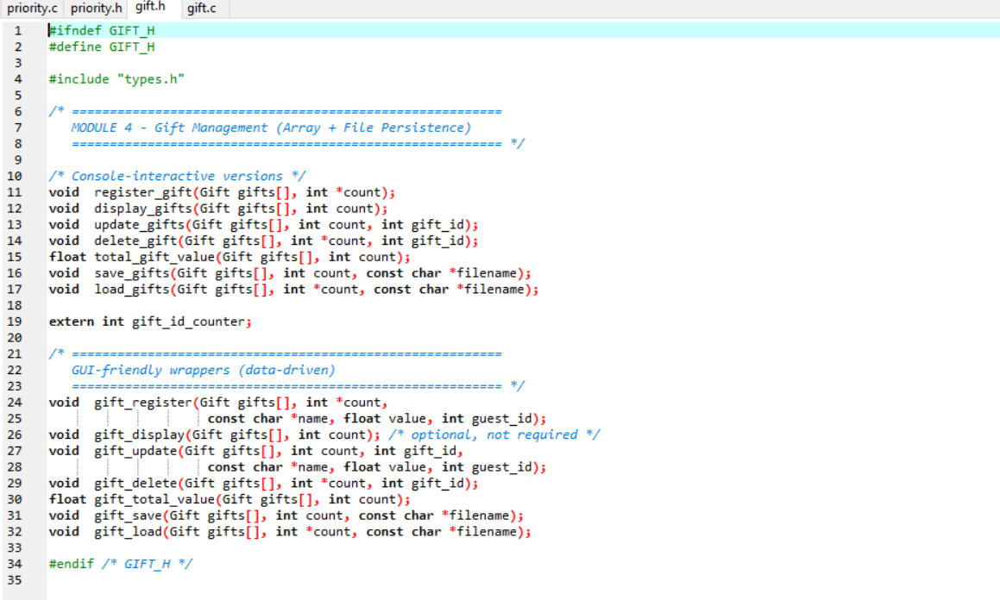 priority.c priority.h gift.h gift.c
1 #ifndef GIFT_H
2 #define GIFT_H
3
4 #include "types.h"
5
6 /* =========================================================
7    MODULE 4 - Gift Management (Array + File Persistence)
8    ========================================================= */
9
10 /* Console-interactive versions */
11 void  register_gift(Gift gifts[], int *count);
12 void  display_gifts(Gift gifts[], int count);
13 void  update_gifts(Gift gifts[], int count, int gift_id);
14 void  delete_gift(Gift gifts[], int *count, int gift_id);
15 float total_gift_value(Gift gifts[], int count);
16 void  save_gifts(Gift gifts[], int count, const char *filename);
17 void  load_gifts(Gift gifts[], int *count, const char *filename);
18
19 extern int gift_id_counter;
20
21 /* =========================================================
22    GUI-friendly wrappers (data-driven)
23    ========================================================= */
24 void  gift_register(Gift gifts[], int *count,
25                      const char *name, float value, int guest_id);
26 void  gift_display(Gift gifts[], int count); /* optional, not required */
27 void  gift_update(Gift gifts[], int count, int gift_id,
28                      const char *name, float value, int guest_id);
29 void  gift_delete(Gift gifts[], int *count, int gift_id);
30 float gift_total_value(Gift gifts[], int count);
31 void  gift_save(Gift gifts[], int count, const char *filename);
32 void  gift_load(Gift gifts[], int *count, const char *filename);
33
34 #endif /* GIFT_H */
35